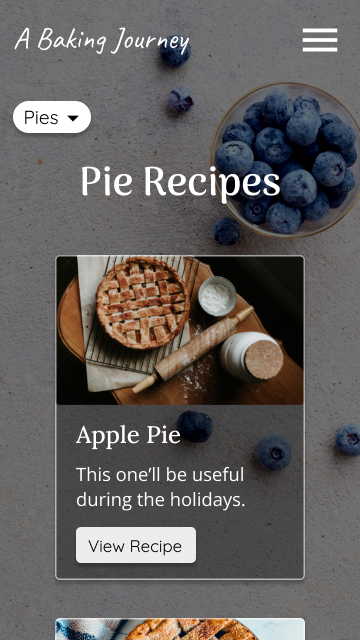 A Baking Journey
Pies
Pie Recipes
Apple Pie
This one’ll be useful
during the holidays.
View Recipe